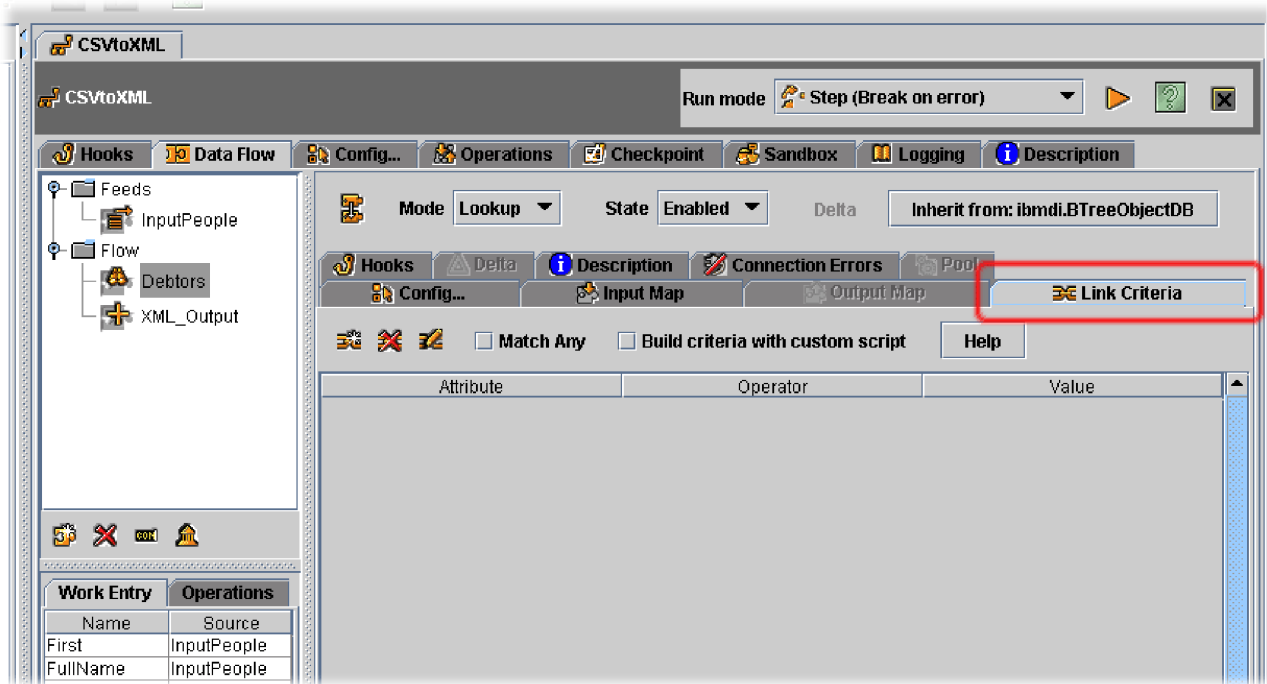 CSVtoXML
CSVtoXML
Run mode Step (Break on error)
Hooks Data Flow Config... Operations Checkpoint Sandbox Logging Description
Feeds
InputPeople
Flow
Debtors
XML_Output
Mode Lookup State Enabled Delta Inherit from: ibmdi.BTreeObjectDB
Hooks Delta Description Connection Errors Pool
Config... Input Map Output Map Link Criteria
Match Any Build criteria with custom script Help
Attribute Operator Value
Work Entry Operations
Name Source
First InputPeople
FullName InputPeople